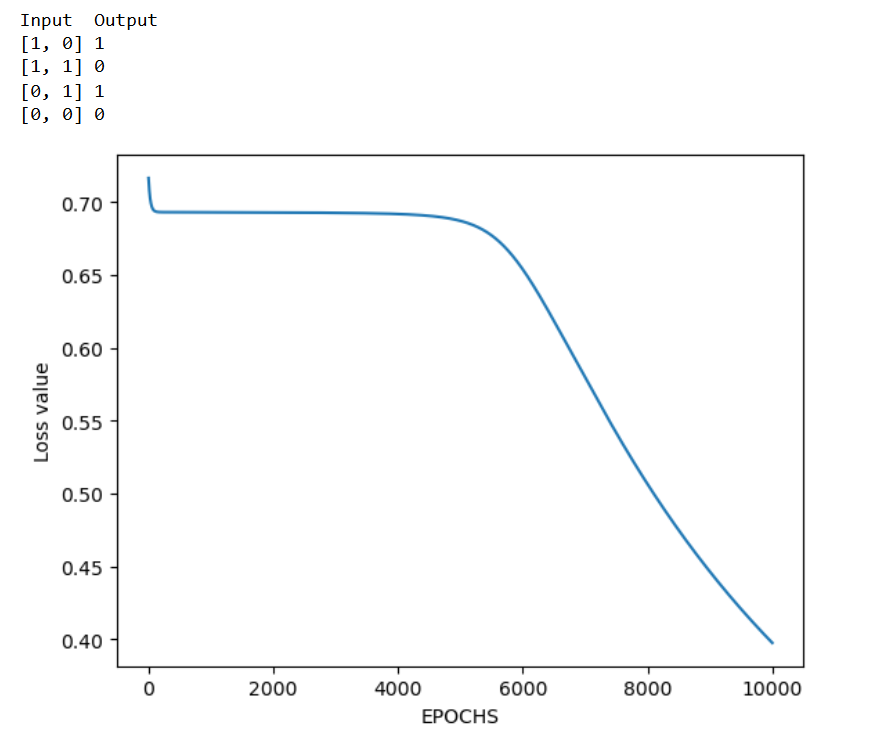 Input  Output
[1, 0] 1
[1, 1] 0
[0, 1] 1
[0, 0] 0
0.70
0.65
0.60
0.55
0.50
0.45
0.40
Loss value
0 2000 4000 6000 8000 10000
EPOCHS